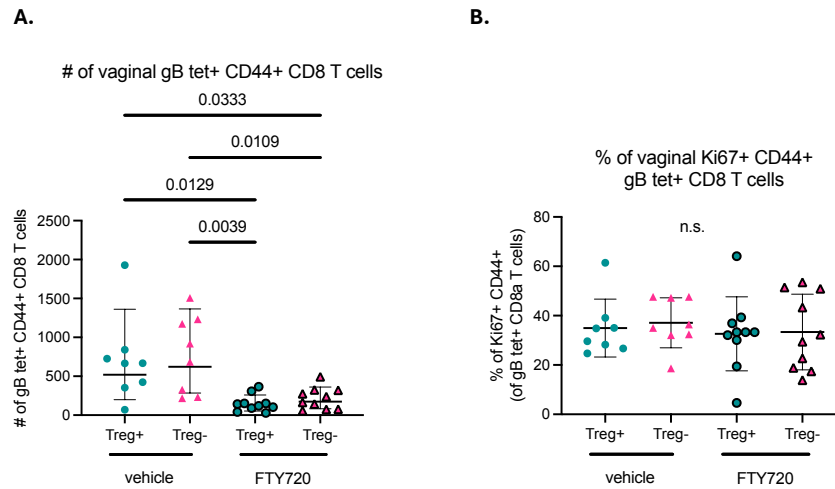 A.
# of vaginal gB tet+ CD44+ CD8 T cells
0.0333
0.0109
0.0129
0.0039
# of gB tet+ CD44+ CD8 T cells
2500
2000
1500
1000
500
0
Treg+ Treg- Treg+ Treg-
vehicle FTY720
B.
% of vaginal Ki67+ CD44+
gB tet+ CD8 T cells
n.s.
% of Ki67+ CD44+
(of gB tet+ CD8a T cells)
80
60
40
20
0
Treg+ Treg- Treg+ Treg-
vehicle FTY720